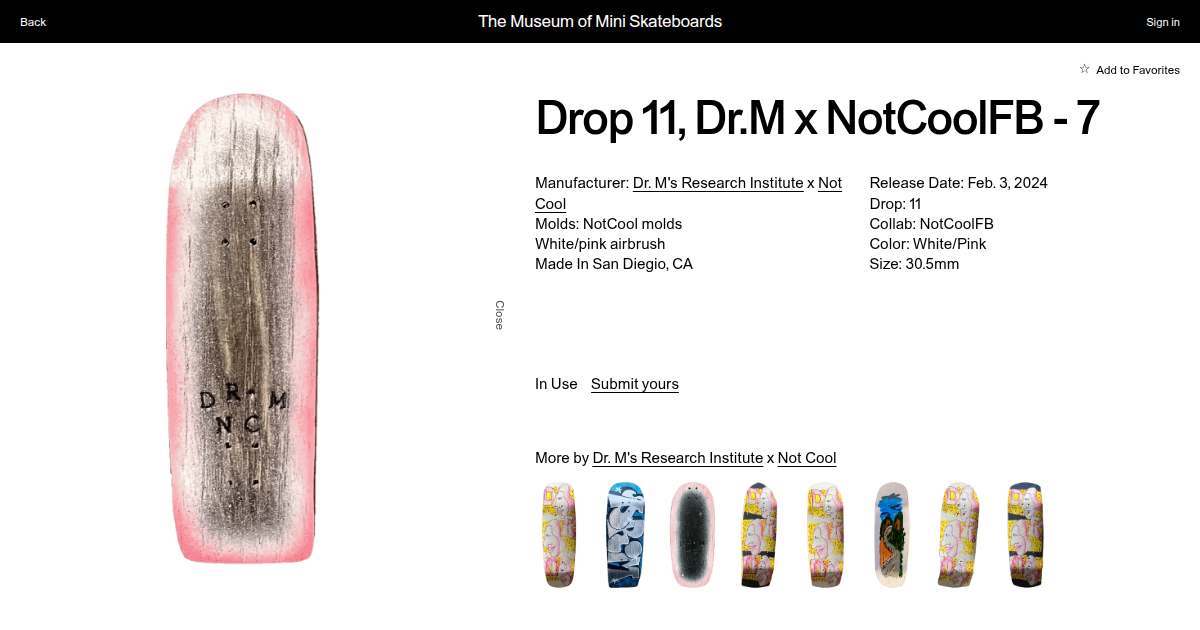 Back
The Museum of Mini Skateboards
Sign in
☆ Add to Favorites
Drop 11, Dr.M x NotCoolFB - 7
Manufacturer: Dr. M's Research Institute x Not
Cool
Molds: NotCool molds
White/pink airbrush
Made In San Diegio, CA
Release Date: Feb. 3, 2024
Drop: 11
Collab: NotCoolFB
Color: White/Pink
Size: 30.5mm
Close
DR. M
NC
In Use Submit yours
More by Dr. M's Research Institute x Not Cool